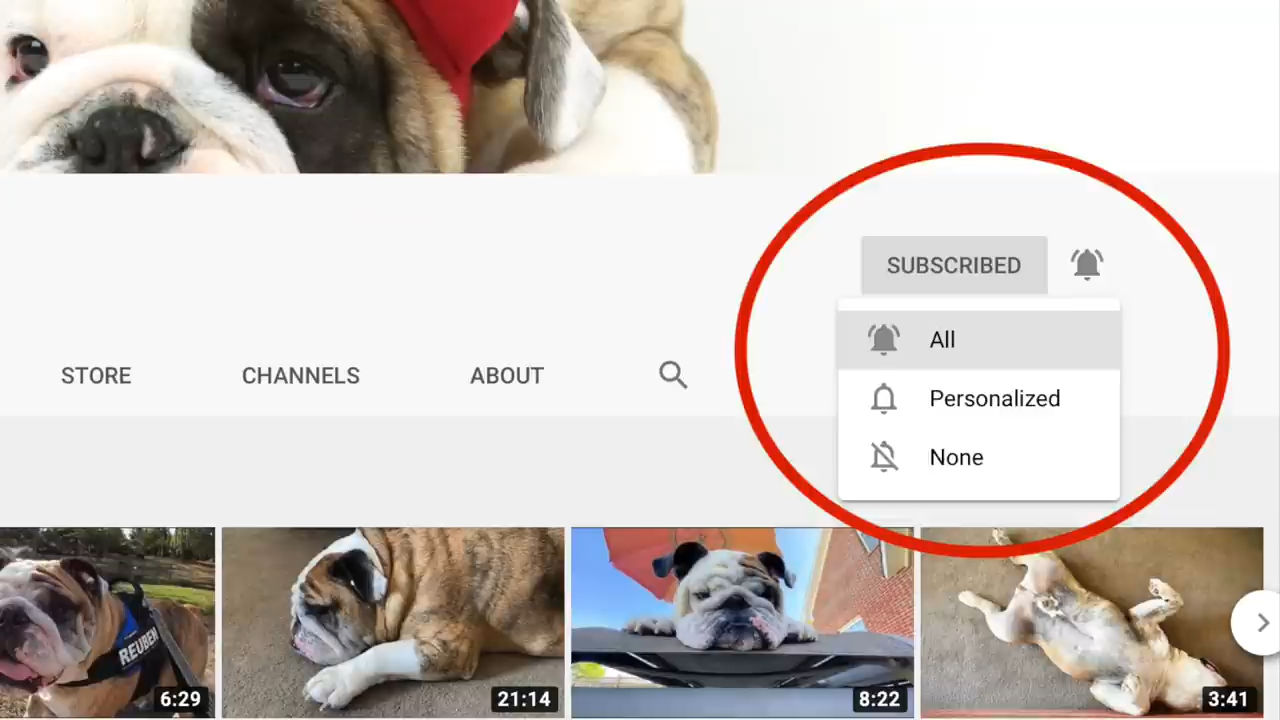 SUBSCRIBED
All
STORE
CHANNELS
ABOUT
Personalized
None
REUBEN
6:29
21:14
8:22
3:41